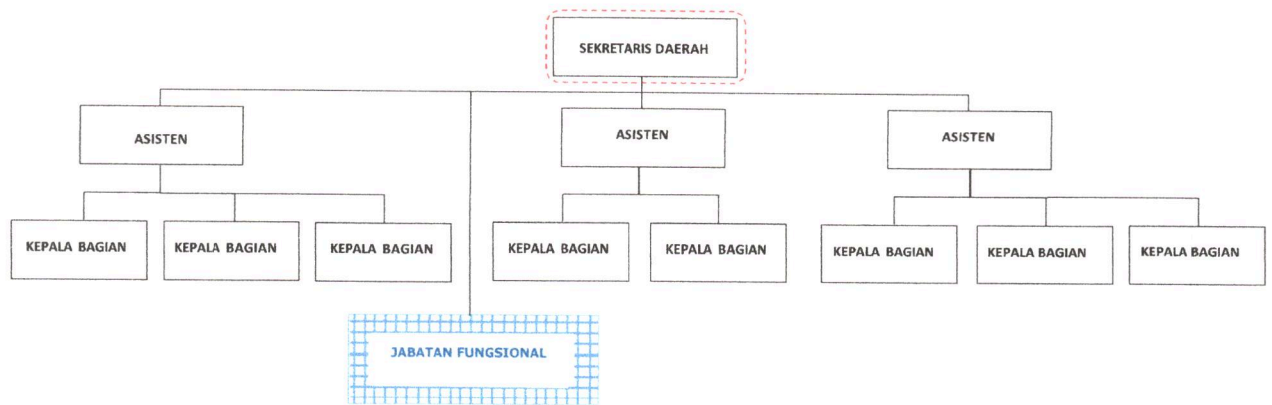 SEKRETARIS DAERAH
ASISTEN
ASISTEN
ASISTEN
KEPALA BAGIAN
KEPALA BAGIAN
KEPALA BAGIAN
KEPALA BAGIAN
KEPALA BAGIAN
KEPALA BAGIAN
KEPALA BAGIAN
KEPALA BAGIAN
JABATAN FUNGSIONAL